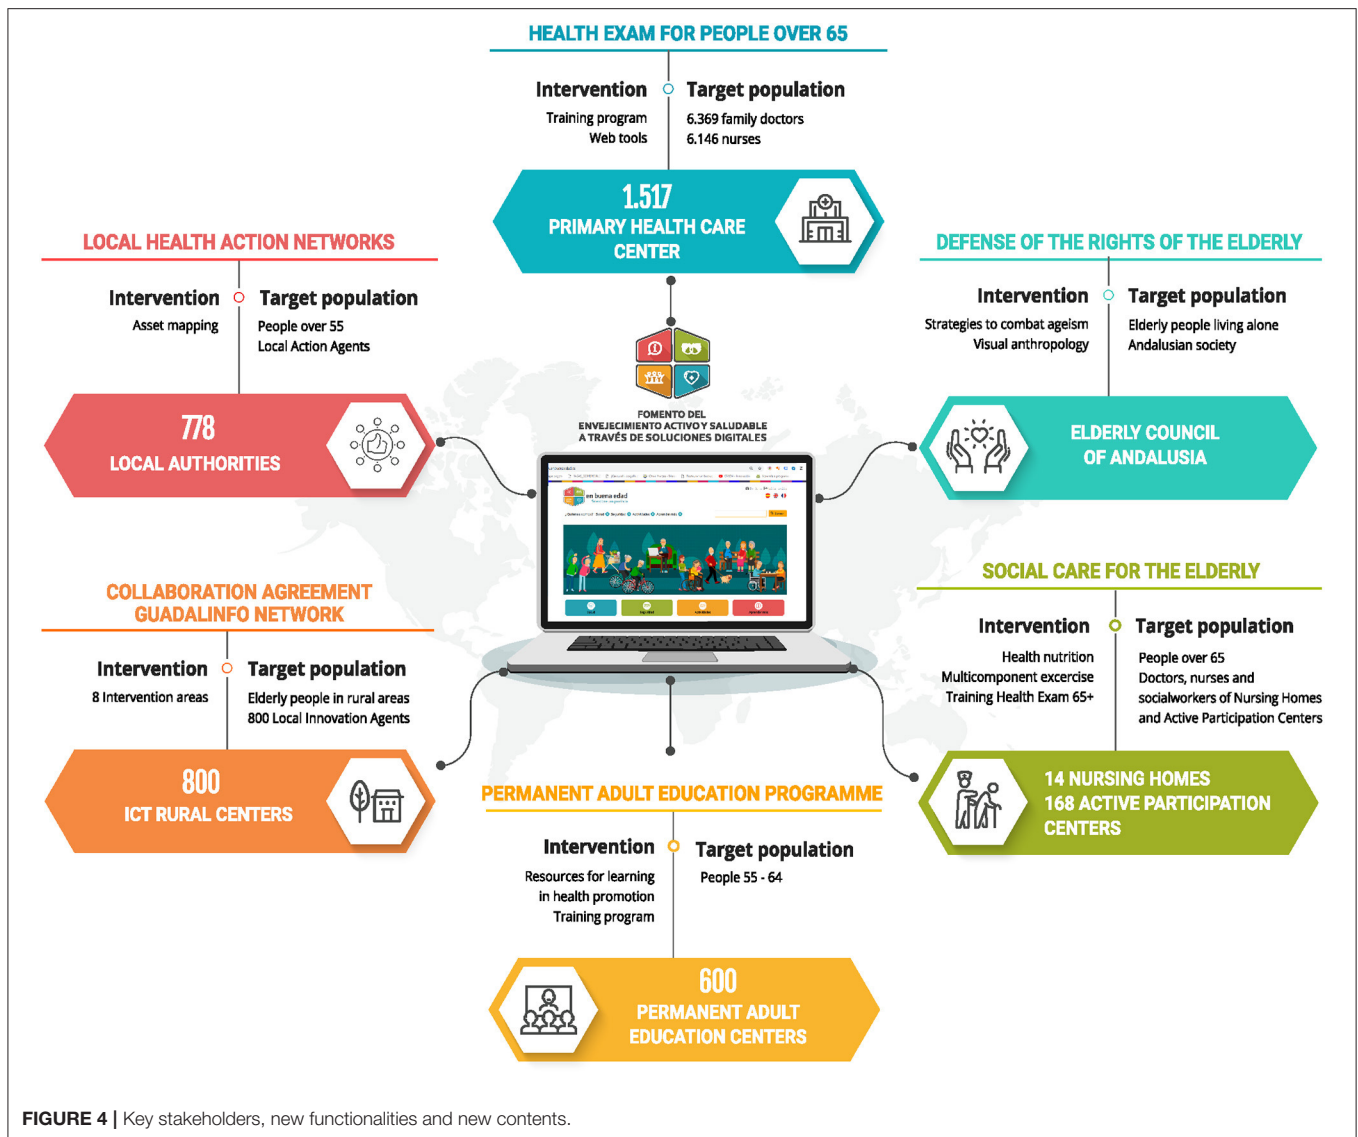 HEALTH EXAM FOR PEOPLE OVER 65
Intervention
Training program
Web tools
Target population
6.369 family doctors
6.146 nurses
1.517
PRIMARY HEALTH CARE
CENTER
LOCAL HEALTH ACTION NETWORKS
Intervention
Asset mapping
Target population
People over 55
Local Action Agents
778
LOCAL AUTHORITIES
DEFENSE OF THE RIGHTS OF THE ELDERLY
Intervention
Strategies to combat ageism
Visual anthropology
Target population
Elderly people living alone
Andalusian society
ELDERLY COUNCIL
OF ANDALUSIA
FOMENTO DEL
ENVEJECIMIENTO ACTIVO Y SALUDABLE
A TRAVÉS DE SOLUCIONES DIGITALES
en buena edad
COLLABORATION AGREEMENT
GUADALINFO NETWORK
Intervention
8 Intervention areas
Target population
Elderly people in rural areas
800 Local Innovation Agents
800
ICT RURAL CENTERS
SOCIAL CARE FOR THE ELDERLY
Intervention
Health nutrition
Multicomponent excercise
Training Health Exam 65+
Target population
People over 65
Doctors, nurses and
socialworkers of Nursing Homes
and Active Participation Centers
14 NURSING HOMES
168 ACTIVE PARTICIPATION
CENTERS
PERMANENT ADULT EDUCATION PROGRAMME
Intervention
Resources for learning
in health promotion
Training program
Target population
People 55 - 64
600
PERMANENT ADULT
EDUCATION CENTERS
FIGURE 4 | Key stakeholders, new functionalities and new contents.